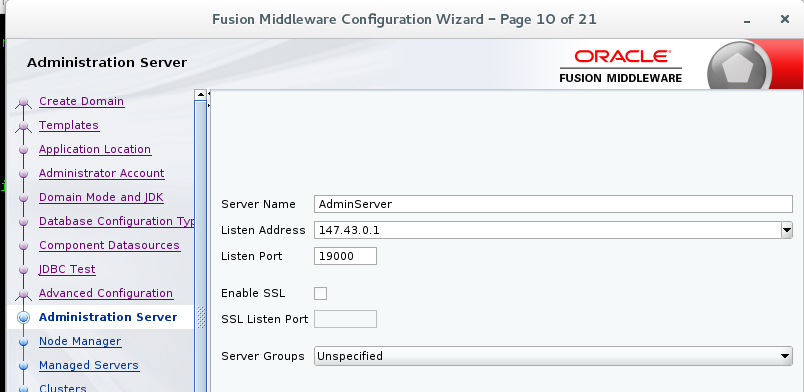 Fusion Middleware Configuration Wizard – Page 10 of 21
Administration Server
ORACLE
FUSION MIDDLEWARE
Create Domain
Templates
Application Location
Administrator Account
Domain Mode and JDK
Database Configuration Typ
Component Datasources
JDBC Test
Advanced Configuration
Administration Server
Node Manager
Managed Servers
Clusters
Server Name AdminServer
Listen Address 147.43.0.1
Listen Port 19000
Enable SSL
SSL Listen Port
Server Groups Unspecified